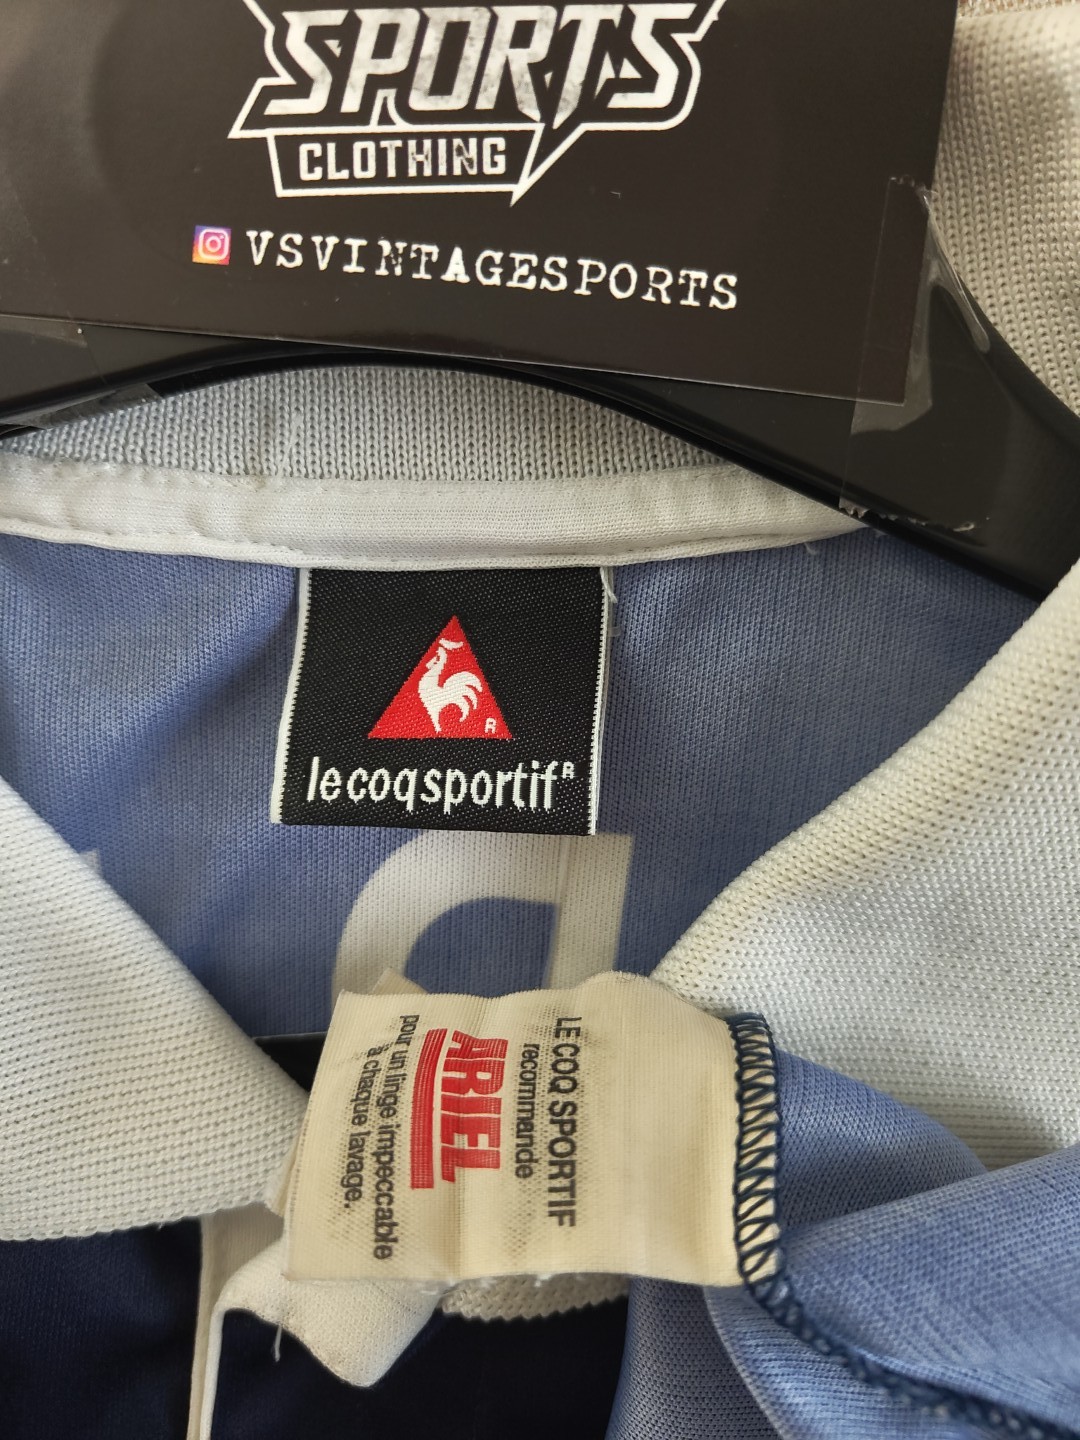 SPORTS
CLOTHING
VSVINTAGESPORTS
R
lecoqsportif R
LE COQ SPORTIF
recommande
ARIEL
pour un linge impeccable
à chaque lavage.